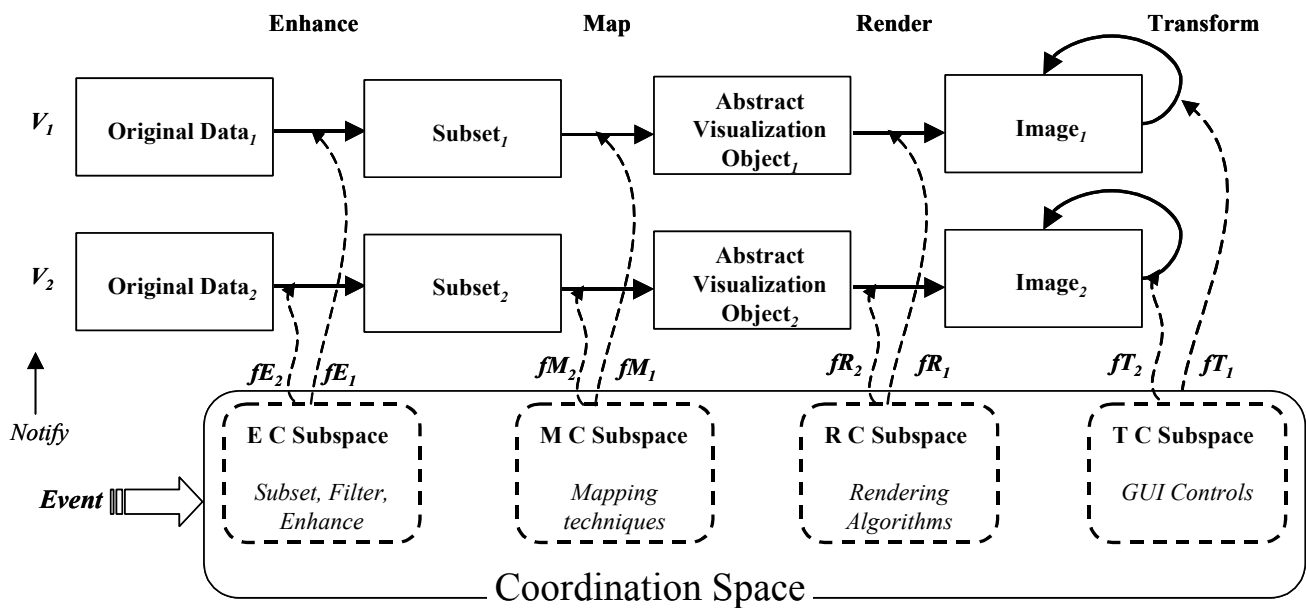 Enhance Map Render Transform
V1 Original Data1 Subset1 Abstract Visualization Object1 Image1
V2 Original Data2 Subset2 Abstract Visualization Object2 Image2
fE2 fE1 fM2 fM1 fR2 fR1 fT2 fT1
Notify
E C Subspace M C Subspace R C Subspace T C Subspace
Event
Subset, Filter, Enhance
Mapping techniques
Rendering Algorithms
GUI Controls
Coordination Space